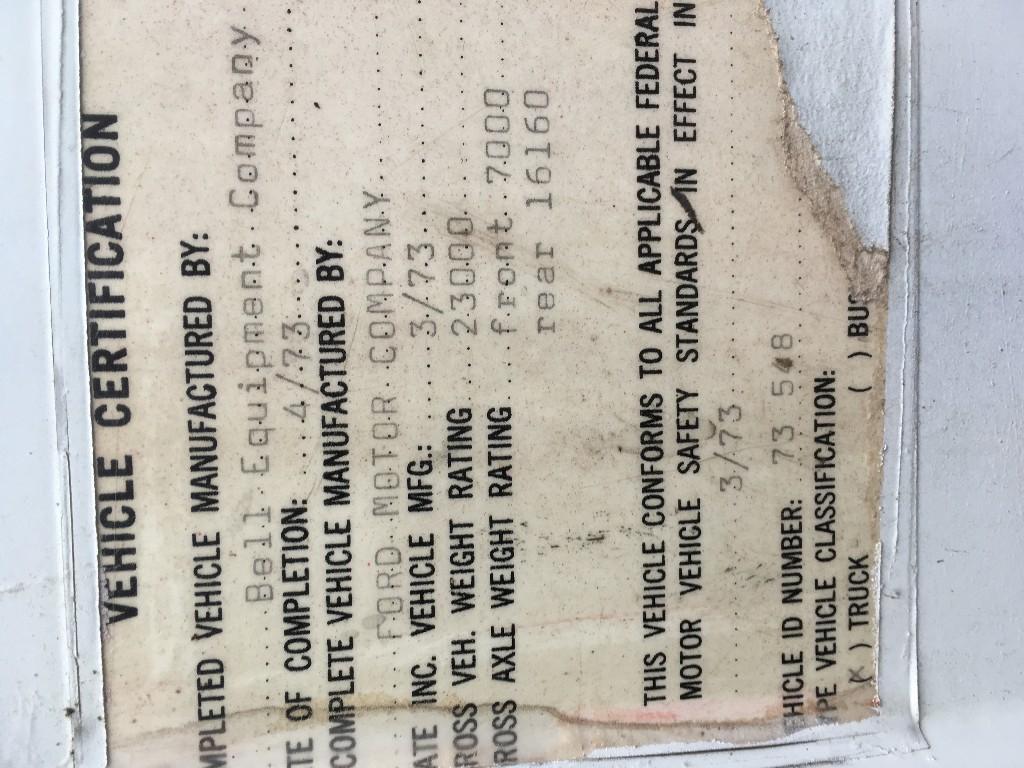 VEHICLE CERTIFICATION
MPLETED VEHICLE MANUFACTURED BY:
Bell Equipment Company
TE OF COMPLETION: 4/73
COMPLETE VEHICLE MANUFACTURED BY:
FORD MOTOR COMPANY
ATE INC. VEHICLE MFG.: 3/73
ROSS VEH. WEIGHT RATING 23000
ROSS AXLE WEIGHT RATING front 7000
rear 16160
THIS VEHICLE CONFORMS TO ALL APPLICABLE FEDERAL
MOTOR VEHICLE SAFETY STANDARDS IN EFFECT IN
3/73
EHICLE ID NUMBER: 73
PE VEHICLE CLASSIFICATION:
(X) TRUCK ( ) BUS